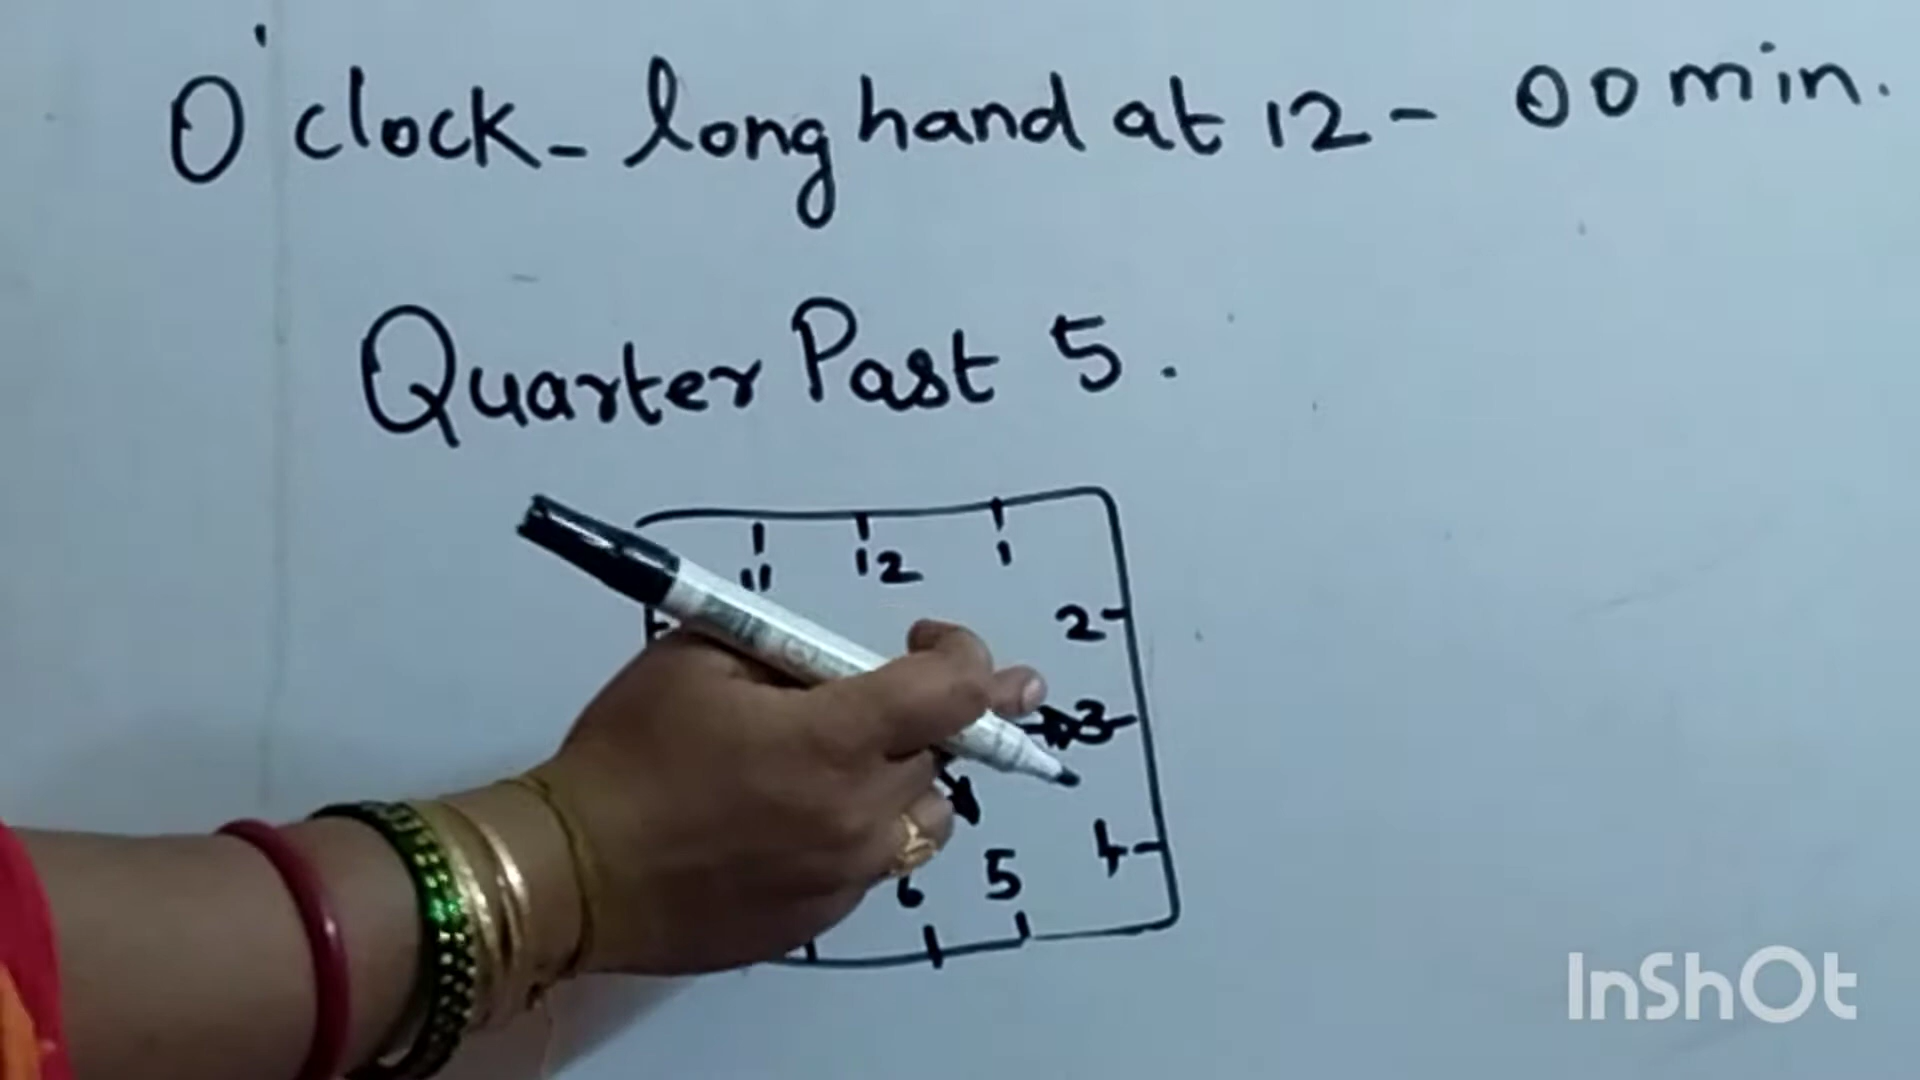 O'clock - long hand at 12 - 00 min.
Quarter Past 5.
11 12 1
2
3
4
6 5
InShOt